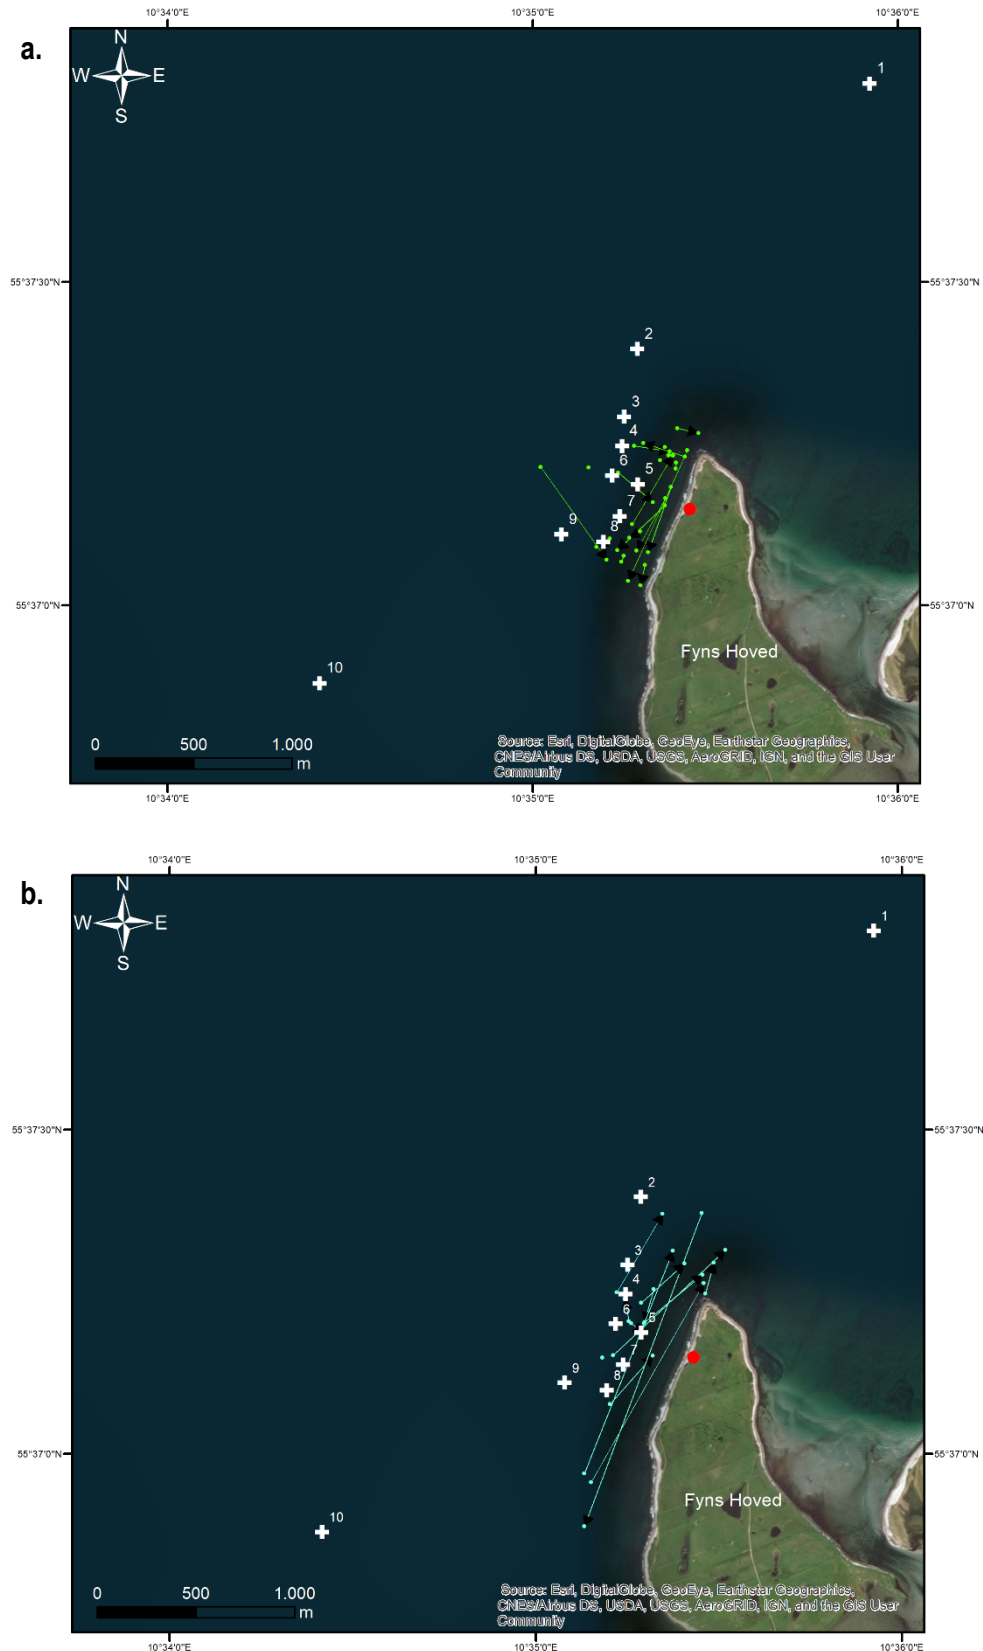 a.
10°34'0"E 10°35'0"E 10°36'0"E
N
W E
S
1
55°37'30"N 55°37'30"N
2
3
4
6
5
7
9
8
55°37'0"N 55°37'0"N
Fyns Hoved
10
0 500 1.000
m
Source: Esri, DigitalGlobe, GeoEye, Earthstar Geographics,
CNES/Airbus DS, USDA, USGS, AeroGRID, IGN, and the GIS User
Community
10°34'0"E 10°35'0"E 10°36'0"E
b.
10°34'0"E 10°35'0"E 10°36'0"E
N
W E
S
1
55°37'30"N 55°37'30"N
2
3
4
6
5
7
9
8
55°37'0"N 55°37'0"N
Fyns Hoved
10
0 500 1.000
m
Source: Esri, DigitalGlobe, GeoEye, Earthstar Geographics,
CNES/Airbus DS, USDA, USGS, AeroGRID, IGN, and the GIS User
Community
10°34'0"E 10°35'0"E 10°36'0"E